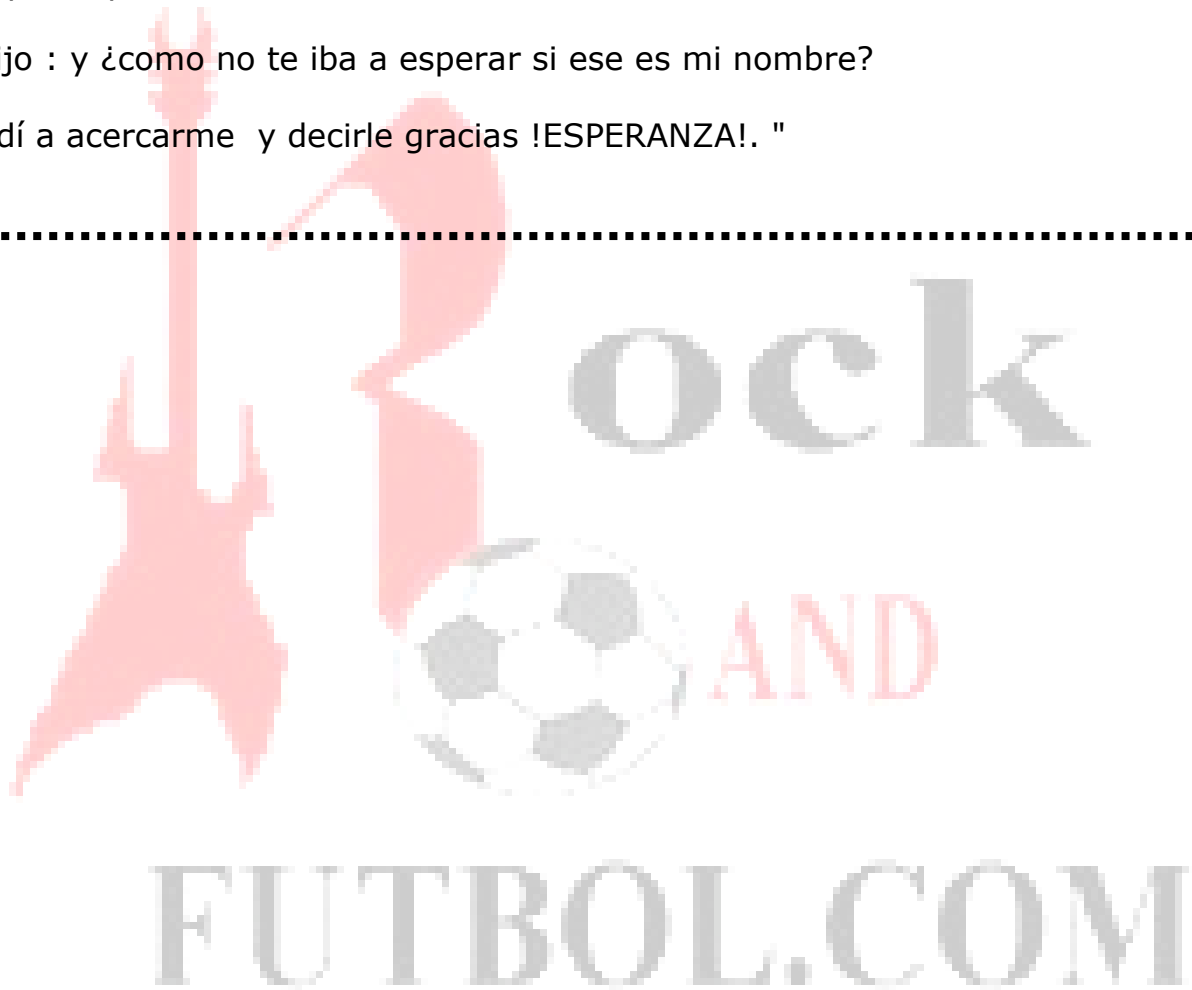 ijo : y ¿como no te iba a esperar si ese es mi nombre?
dí a acercarme  y decirle gracias !ESPERANZA!. "
Rock
AND
FUTBOL.COM